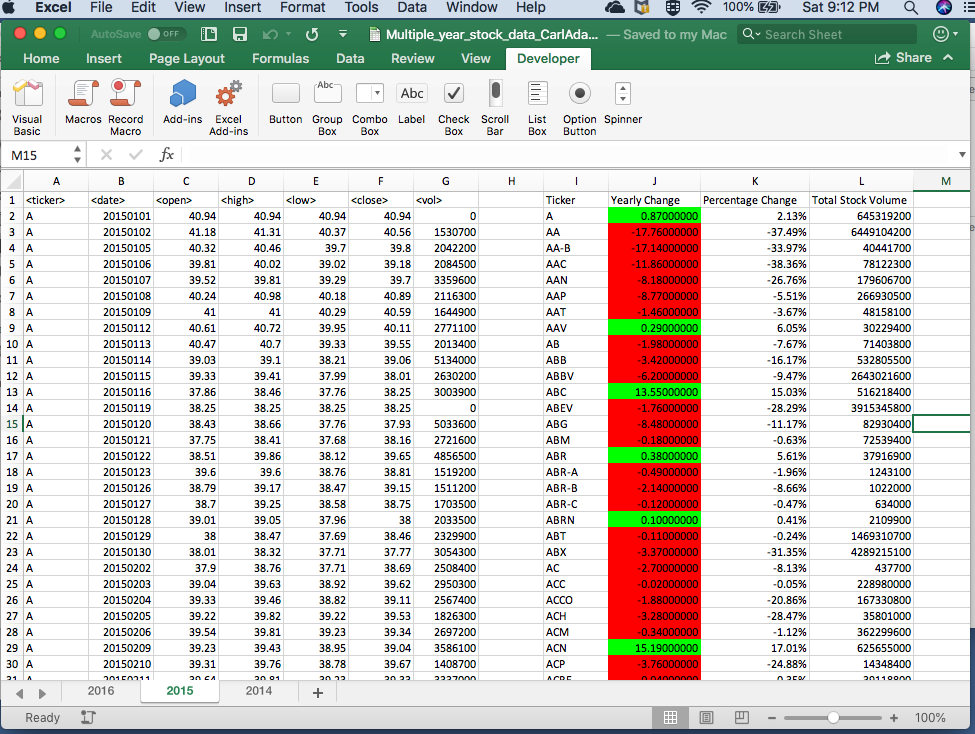 Excel File Edit View Insert Format Tools Data Window Help 100% Sat 9:12 PM
AutoSave OFF Multiple_year_stock_data_CarlAda... — Saved to my Mac Search Sheet
Home Insert Page Layout Formulas Data Review View Developer Share
Visual Basic Macros Record Macro Add-ins Excel Add-ins Button Group Box Combo Box Label Check Box Scroll Bar List Box Option Button Spinner
Abc Abc
M15 fx
A B C D E F G H I J K L M
1 <ticker> <date> <open> <high> <low> <close> <vol> Ticker Yearly Change Percentage Change Total Stock Volume
2 A 20150101 40.94 40.94 40.94 40.94 0 A 0.87000000 2.13% 645319200
3 A 20150102 41.18 41.31 40.37 40.56 1530700 AA -17.76000000 -37.49% 6449104200
4 A 20150105 40.32 40.46 39.7 39.8 2042200 AA-B -17.14000000 -33.97% 40441700
5 A 20150106 39.81 40.02 39.02 39.18 2084500 AAC -11.86000000 -38.36% 78122300
6 A 20150107 39.52 39.81 39.29 39.7 3359600 AAN -8.18000000 -26.76% 179606700
7 A 20150108 40.24 40.98 40.18 40.89 2116300 AAP -8.77000000 -5.51% 266930500
8 A 20150109 41 41 40.29 40.59 1644900 AAT -1.46000000 -3.67% 48158100
9 A 20150112 40.61 40.72 39.95 40.11 2771100 AAV 0.29000000 6.05% 30229400
10 A 20150113 40.47 40.7 39.33 39.55 2013400 AB -1.98000000 -7.67% 71403800
11 A 20150114 39.03 39.1 38.21 39.06 5134000 ABB -3.42000000 -16.17% 532805500
12 A 20150115 39.33 39.41 37.99 38.01 2630200 ABBV -6.20000000 -9.47% 2643021600
13 A 20150116 37.86 38.46 37.76 38.25 3003900 ABC 13.55000000 15.03% 516218400
14 A 20150119 38.25 38.25 38.25 38.25 0 ABEV -1.76000000 -28.29% 3915345800
15 A 20150120 38.43 38.66 37.76 37.93 5033600 ABG -8.48000000 -11.17% 82930400
16 A 20150121 37.75 38.41 37.68 38.16 2721600 ABM -0.18000000 -0.63% 72539400
17 A 20150122 38.51 39.86 38.12 39.65 4856500 ABR 0.38000000 5.61% 37916900
18 A 20150123 39.6 39.6 38.76 38.81 1519200 ABR-A -0.49000000 -1.96% 1243100
19 A 20150126 38.79 39.17 38.47 39.15 1511200 ABR-B -2.14000000 -8.66% 1022000
20 A 20150127 38.7 39.25 38.58 38.75 1703500 ABR-C -0.12000000 -0.47% 634000
21 A 20150128 39.01 39.05 37.96 38 2033500 ABRN 0.10000000 0.41% 2109900
22 A 20150129 38 38.47 37.69 38.46 2329900 ABT -0.11000000 -0.24% 1469310700
23 A 20150130 38.01 38.32 37.71 37.77 3054300 ABX -3.37000000 -31.35% 4289215100
24 A 20150202 37.9 38.76 37.71 38.69 2508400 AC -2.70000000 -8.13% 437700
25 A 20150203 39.04 39.63 38.92 39.62 2950300 ACC -0.02000000 -0.05% 228980000
26 A 20150204 39.33 39.46 38.82 39.11 2567400 ACCO -1.88000000 -20.86% 167330800
27 A 20150205 39.22 39.82 39.22 39.53 1826300 ACH -3.28000000 -28.47% 35801000
28 A 20150206 39.54 39.81 39.23 39.34 2697200 ACM -0.34000000 -1.12% 362299600
29 A 20150209 39.23 39.43 38.95 39.04 3586100 ACN 15.19000000 17.01% 625655000
30 A 20150210 39.31 39.76 38.78 39.67 1408700 ACP -3.76000000 -24.88% 14348400
2016 2015 2014 +
Ready 100%